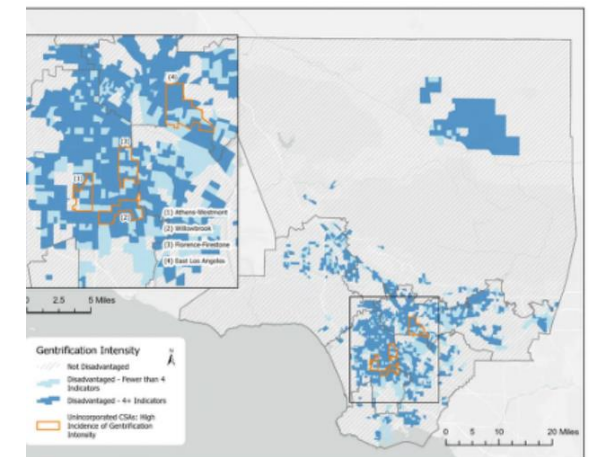 (4)
(3)
(1)
(2)
(1) Athens-Westmont
(2) Willowbrook
(3) Florence-Firestone
(4) East Los Angeles
2.5 5 Miles
Gentrification Intensity
N
Not Disadvantaged
Disadvantaged - Fewer than 4
Indicators
Disadvantaged - 4+ Indicators
Unincorporated CSAs: High
Incidence of Gentrification
Intensity
0 5 10 20 Miles